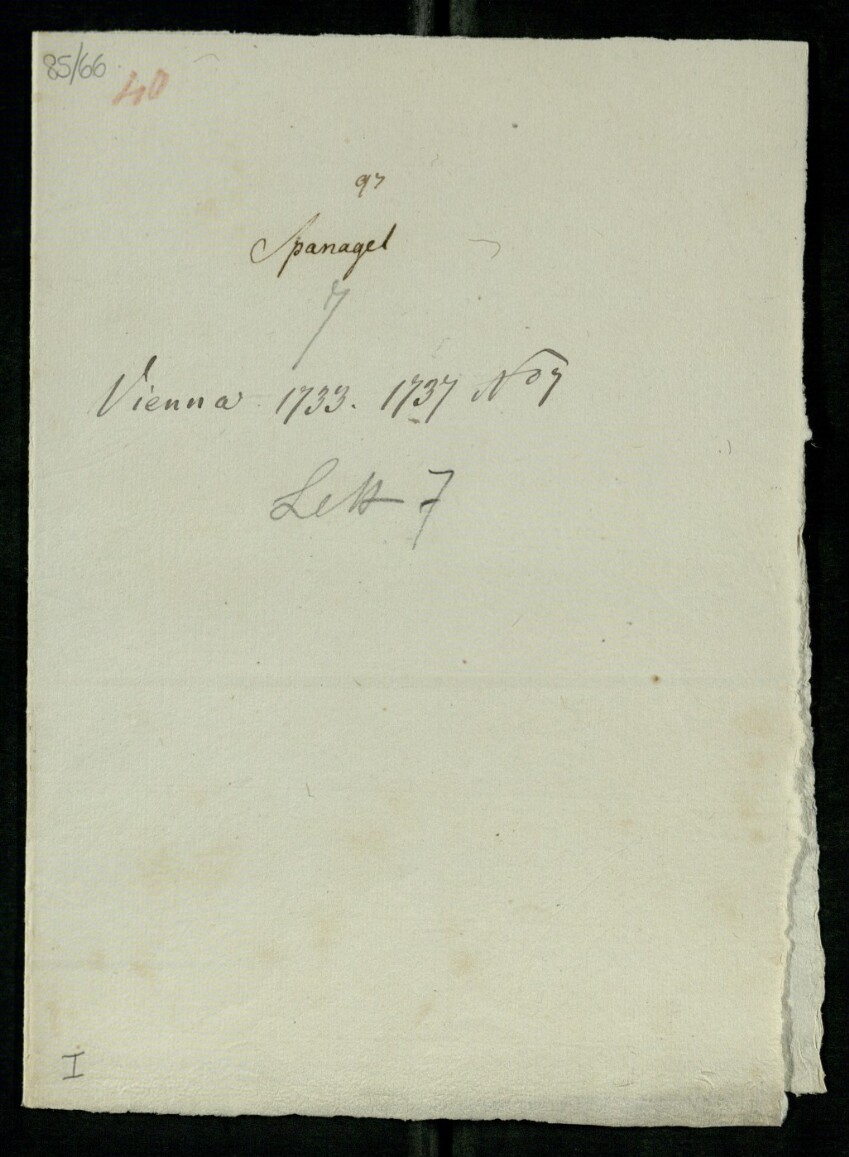 85/66
40
97
Spanagel
7
Vienna 1733. 1737 No 7
Lett 7
I